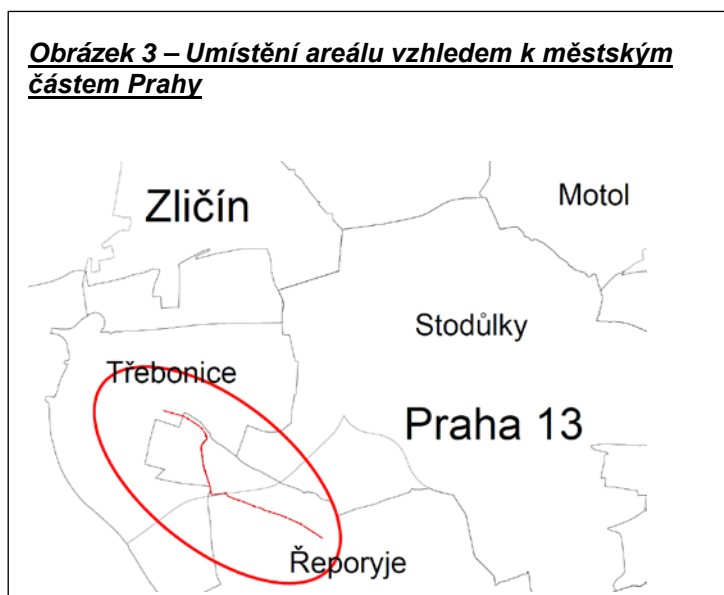 Obrázek 3 – Umístění areálu vzhledem k městským
částem Prahy
Zličín
Motol
Stodůlky
Třebonice
Praha 13
Řeporyje